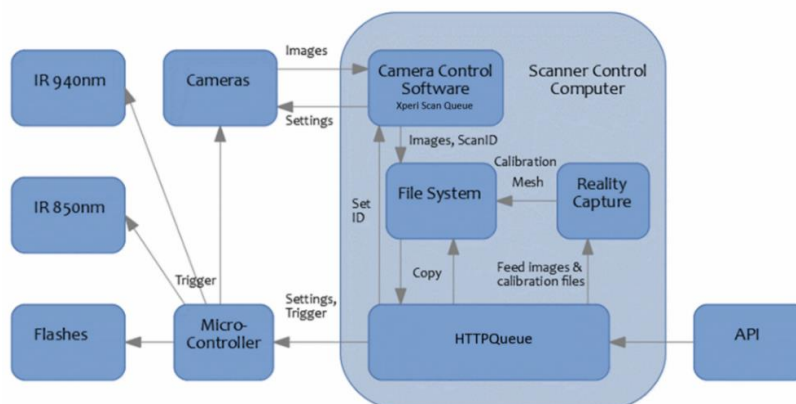 Images
IR 940nm
Cameras
Camera Control
Software
Xperi Scan Queue
Scanner Control
Computer
Settings
Images, ScanID
Calibration
Mesh
IR 850nm
File System
Reality
Capture
Set
ID
Trigger
Copy
Feed images &
calibration files
Settings,
Trigger
Flashes
Micro-
Controller
HTTPQueue
API